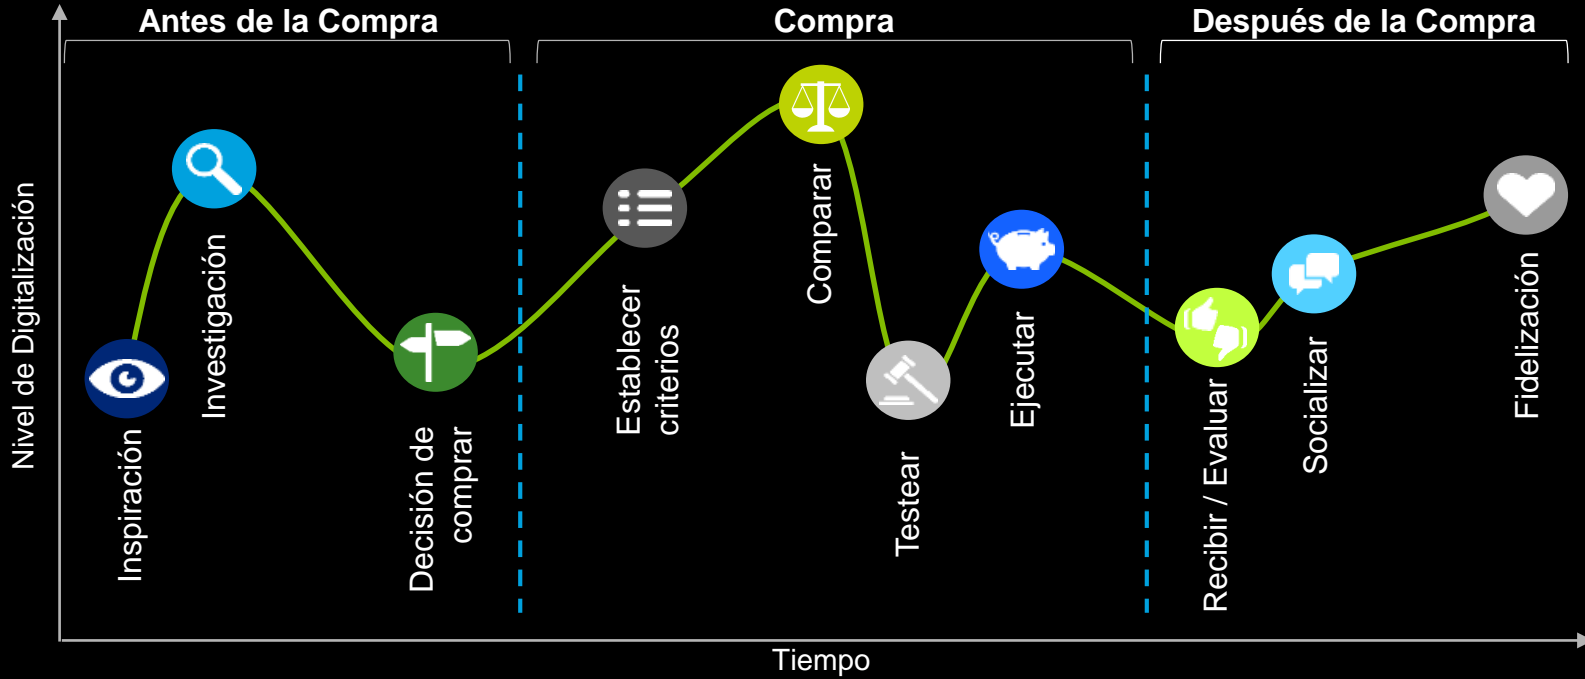 Antes de la Compra
Compra
Después de la Compra
Nivel de Digitalización
Inspiración
Investigación
Decisión de
comprar
Establecer
criterios
Comparar
Testear
Ejecutar
Recibir / Evaluar
Socializar
Fidelización
Tiempo